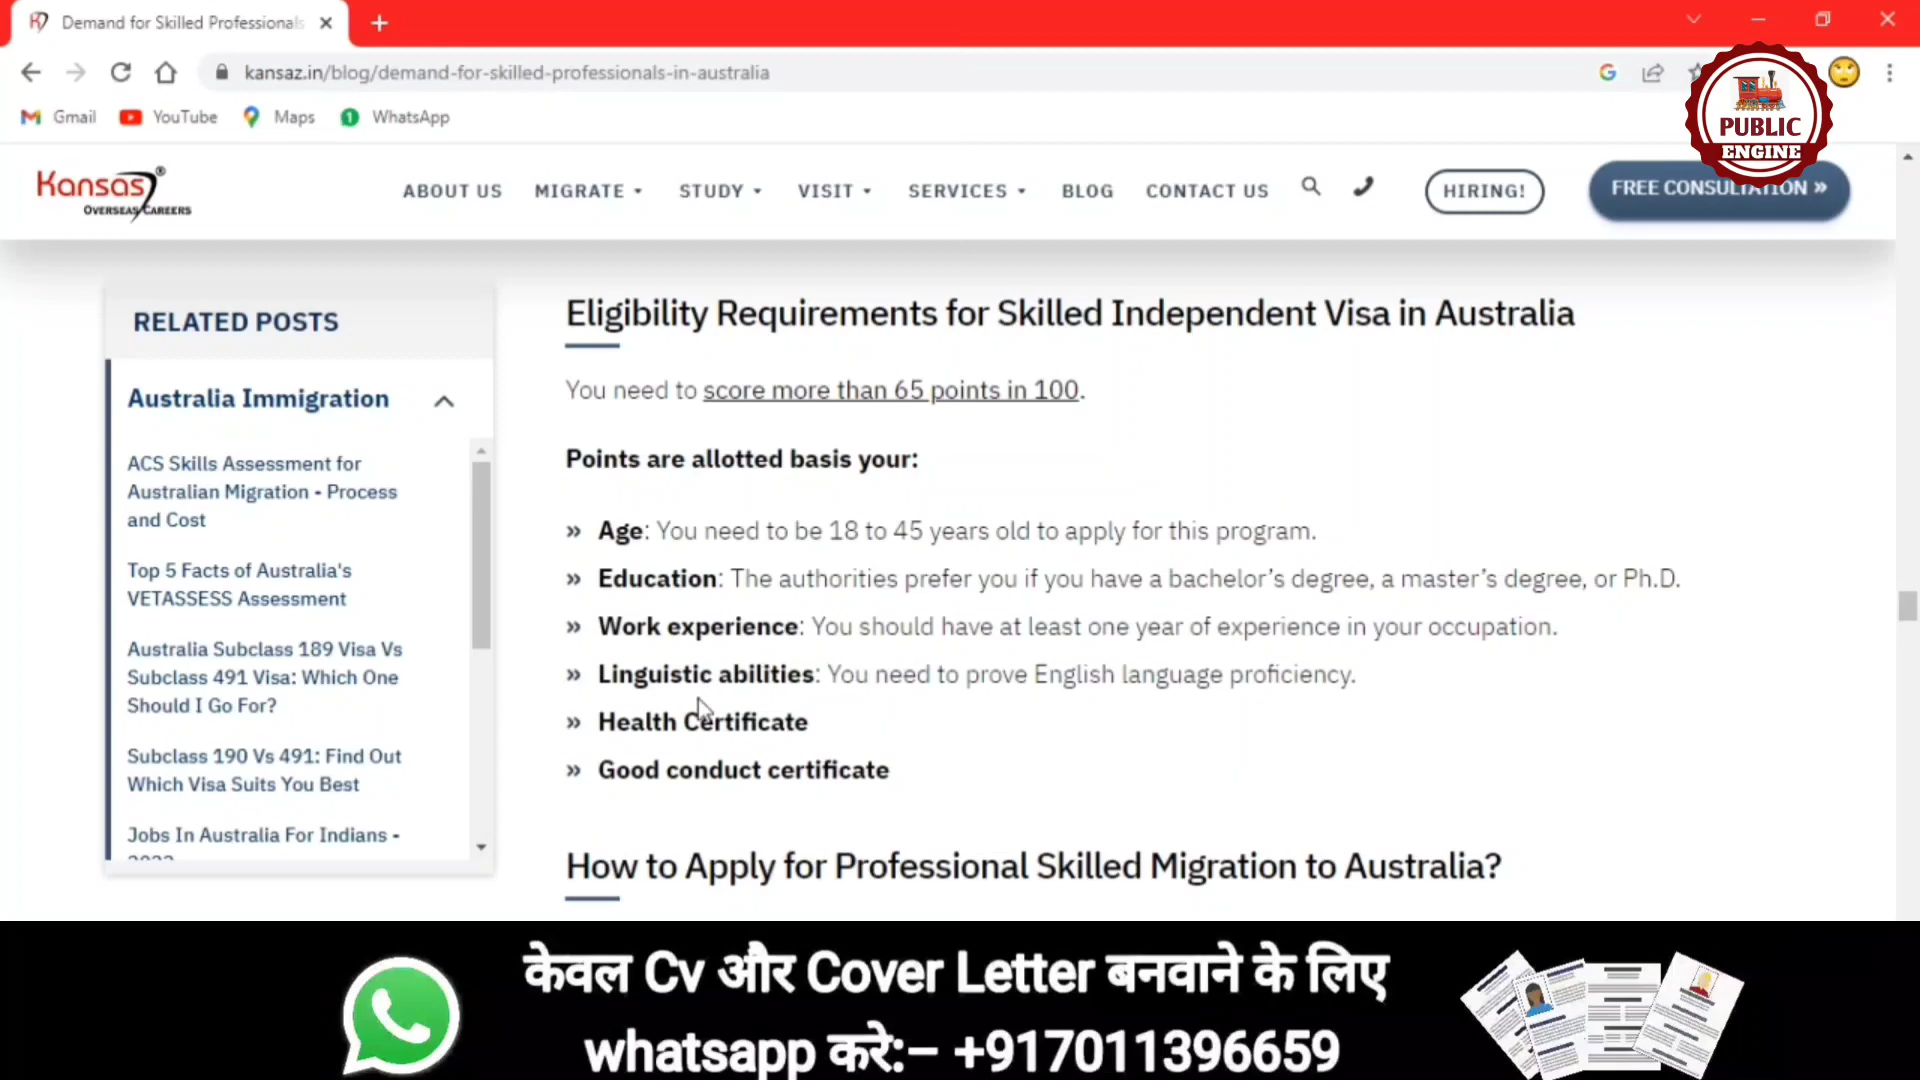 Demand for Skilled Professionals
kansaz.in/blog/demand-for-skilled-professionals-in-australia
Gmail YouTube Maps 1 WhatsApp
PUBLIC
ENGINE
Kansas ®
OVERSEAS CAREERS
ABOUT US MIGRATE STUDY VISIT SERVICES BLOG CONTACT US HIRING! FREE CONSULTATION »
RELATED POSTS
Australia Immigration
ACS Skills Assessment for
Australian Migration - Process
and Cost
Top 5 Facts of Australia's
VETASSESS Assessment
Australia Subclass 189 Visa Vs
Subclass 491 Visa: Which One
Should I Go For?
Subclass 190 Vs 491: Find Out
Which Visa Suits You Best
Jobs In Australia For Indians -
Eligibility Requirements for Skilled Independent Visa in Australia
You need to score more than 65 points in 100.
Points are allotted basis your:
» Age: You need to be 18 to 45 years old to apply for this program.
» Education: The authorities prefer you if you have a bachelor’s degree, a master’s degree, or Ph.D.
» Work experience: You should have at least one year of experience in your occupation.
» Linguistic abilities: You need to prove English language proficiency.
» Health Certificate
» Good conduct certificate
How to Apply for Professional Skilled Migration to Australia?
केवल Cv और Cover Letter बनवाने के लिए
whatsapp करे:– +917011396659